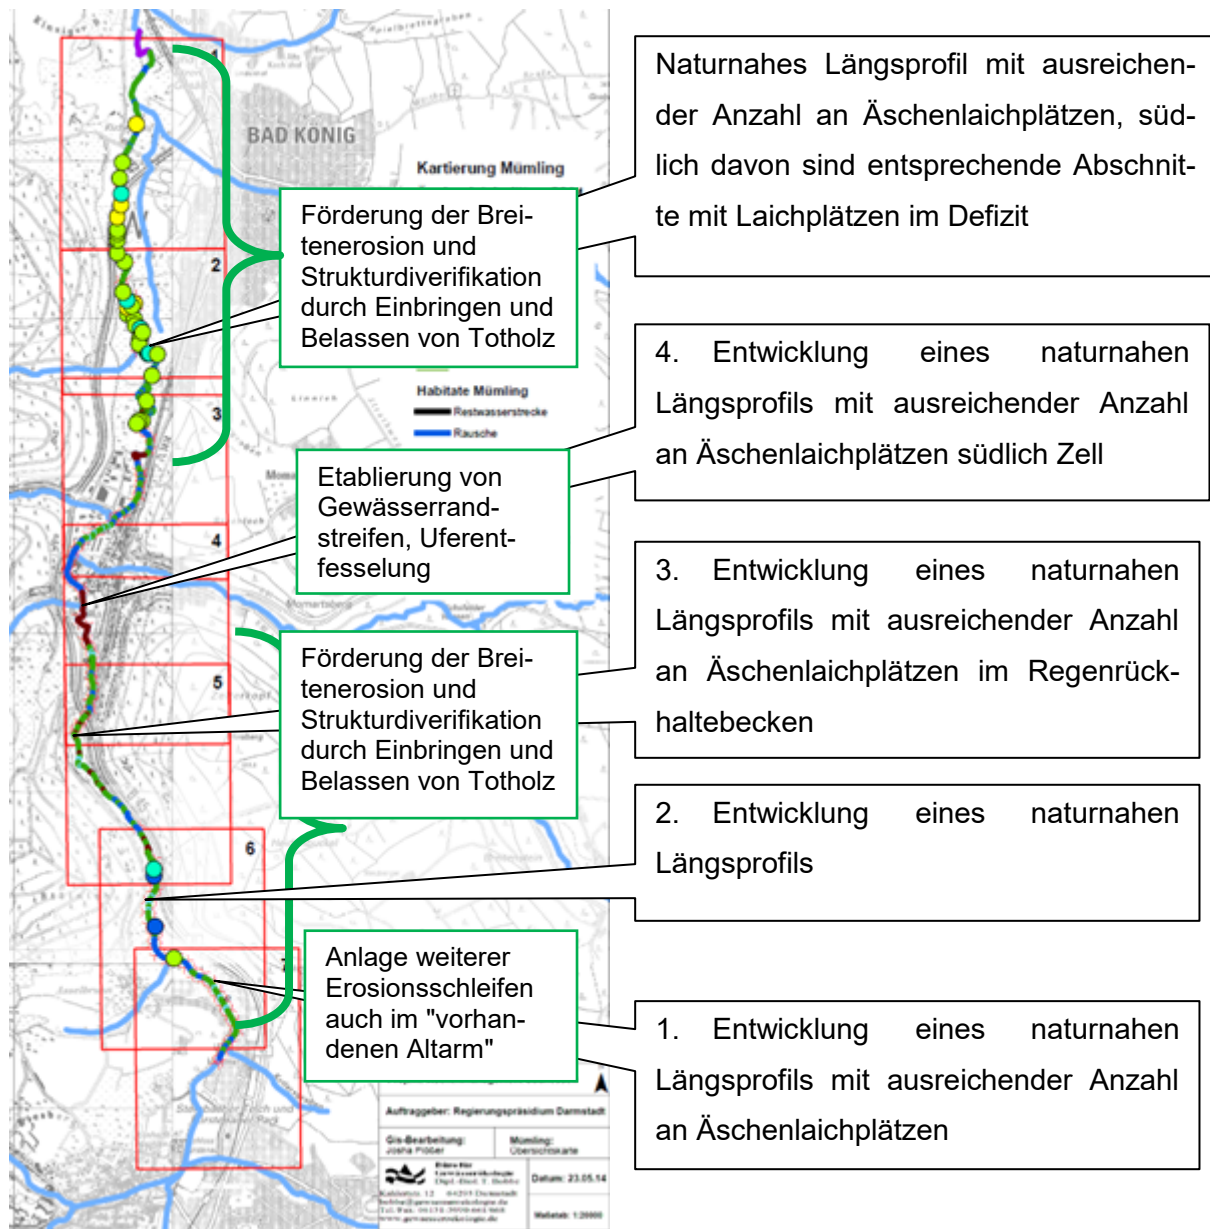 BAD KÖNIG
Kartierung Mümling
1
2
3
4
5
6
Förderung der Brei-
tenerosion und
Strukturdiverifikation
durch Einbringen und
Belassen von Totholz
Habitate Mümling
Restwasserstrecke
Rausche
Etablierung von
Gewässerrand-
streifen, Uferent-
fesselung
Momartsberg
Förderung der Brei-
tenerosion und
Strukturdiverifikation
durch Einbringen und
Belassen von Totholz
Anlage weiterer
Erosionsschleifen
auch im "vorhan-
denen Altarm"
Naturnahes Längsprofil mit ausreichen-
der Anzahl an Äschenlaichplätzen, süd-
lich davon sind entsprechende Abschnit-
te mit Laichplätzen im Defizit
4. Entwicklung eines naturnahen
Längsprofils mit ausreichender Anzahl
an Äschenlaichplätzen südlich Zell
3. Entwicklung eines naturnahen
Längsprofils mit ausreichender Anzahl
an Äschenlaichplätzen im Regenrück-
haltebecken
2. Entwicklung eines naturnahen
Längsprofils
1. Entwicklung eines naturnahen
Längsprofils mit ausreichender Anzahl
an Äschenlaichplätzen
Auftraggeber: Regierungspräsidium Darmstadt
Gis-Bearbeitung:
Mümling:
Übersichtskarte
Datum: 23.05.14
Maßstab: 1:20000